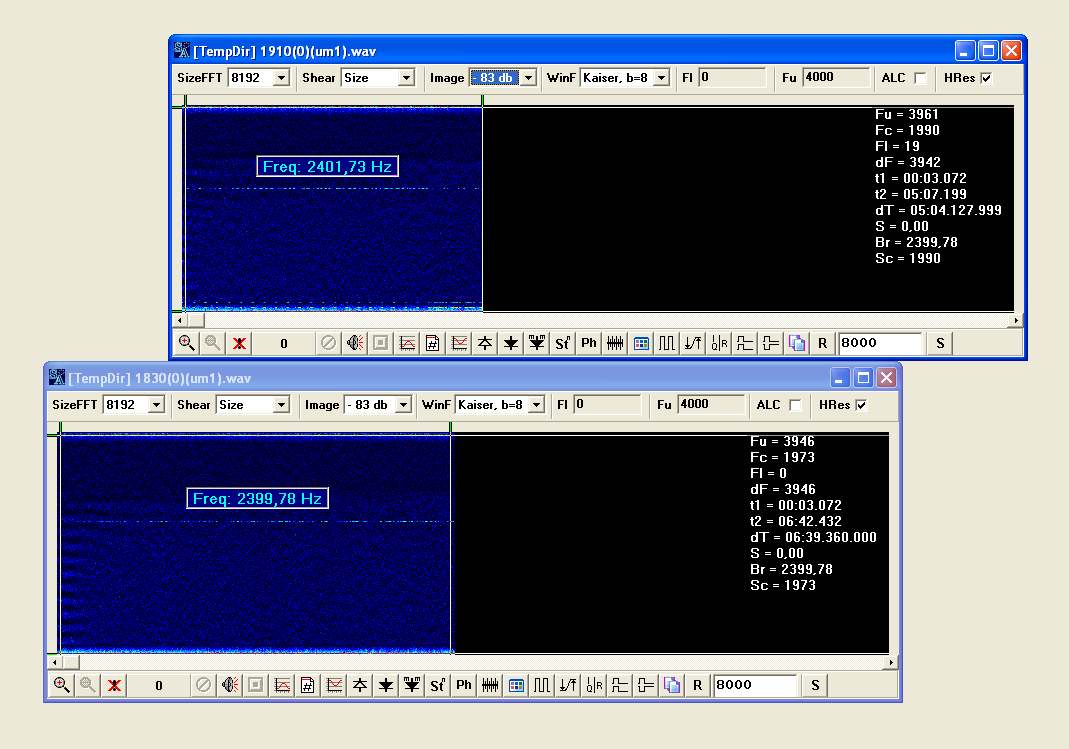 [TempDir] 1910(0)(um1).wav
SizeFFT 8192 Shear Size Image - 83 db WinF Kaiser, b=8 Fl 0 Fu 4000 ALC HRes
Fu = 3961
Fc = 1990
Fl = 19
dF = 3942
t1 = 00:03.072
t2 = 05:07.199
dT = 05:04.127.999
S = 0,00
Br = 2399,78
Sc = 1990
Freq: 2401,73 Hz
0 # St Ph R 8000 S
[TempDir] 1830(0)(um1).wav
SizeFFT 8192 Shear Size Image - 83 db WinF Kaiser, b=8 Fl 0 Fu 4000 ALC HRes
Fu = 3946
Fc = 1973
Fl = 0
dF = 3946
t1 = 00:03.072
t2 = 06:42.432
dT = 06:39.360.000
S = 0,00
Br = 2399,78
Sc = 1973
Freq: 2399,78 Hz
0 # St Ph R 8000 S